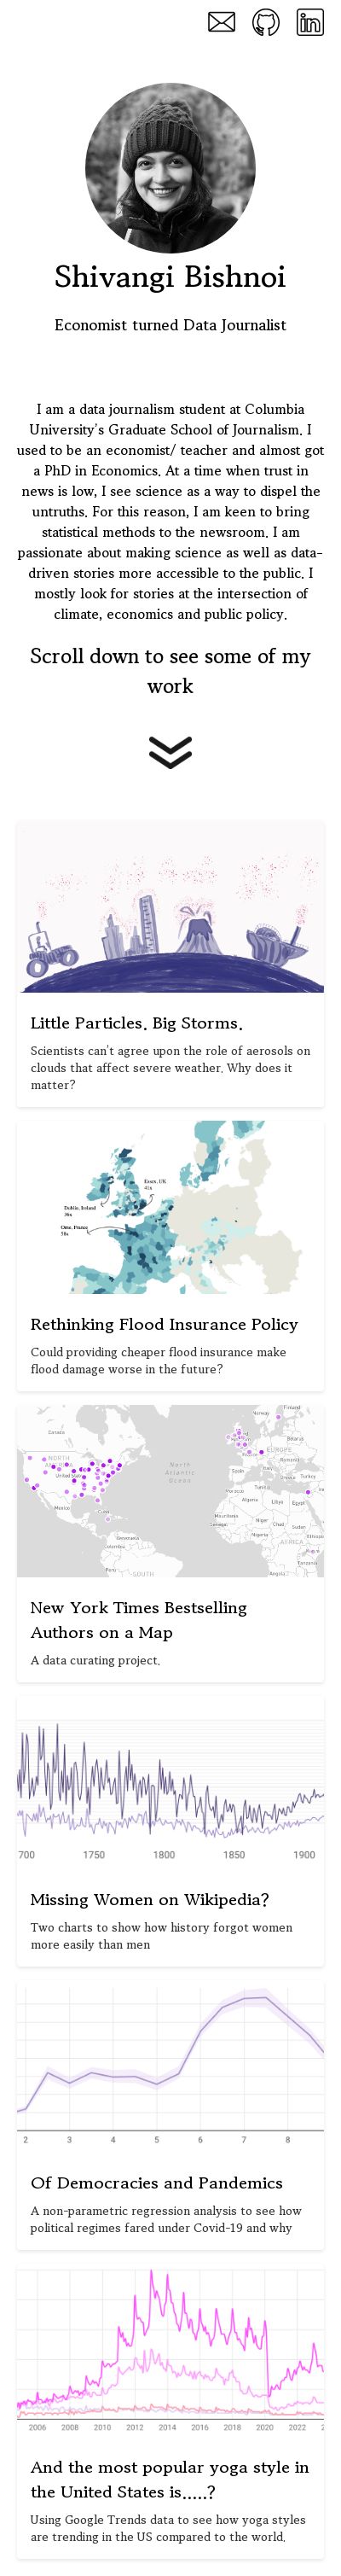 Shivangi Bishnoi
Economist turned Data Journalist
I am a data journalism student at Columbia
University's Graduate School of Journalism. I
used to be an economist/ teacher and almost got
a PhD in Economics. At a time when trust in
news is low, I see science as a way to dispel the
untruths. For this reason, I am keen to bring
statistical methods to the newsroom. I am
passionate about making science as well as data-
driven stories more accessible to the public. I
mostly look for stories at the intersection of
climate, economics and public policy.
Scroll down to see some of my
work
Little Particles. Big Storms.
Scientists can't agree upon the role of aerosols on
clouds that affect severe weather. Why does it
matter?
Essex, UK
41x
Dublin, Ireland
36x
Orne, France
58x
Rethinking Flood Insurance Policy
Could providing cheaper flood insurance make
flood damage worse in the future?
Finland
Norway
Canada
NORTH
EUROPE
United States
North
Atlantic
Ocean
Spain
Turkey
Tunisia
Algeria
Libya
Egypt
Mexico
Cuba
Mauritania
Niger
Chad
Sudan
Venezuela
Nigeria
Ethiopia
Colombia
AFRICA
Kenya
Peru
Angola
Tanzania
SOUTH
New York Times Bestselling
Authors on a Map
A data curating project.
700 1750 1800 1850 1900
Missing Women on Wikipedia?
Two charts to show how history forgot women
more easily than men
2 3 4 5 6 7 8
Of Democracies and Pandemics
A non-parametric regression analysis to see how
political regimes fared under Covid-19 and why
2006 2008 2010 2012 2014 2016 2018 2020 2022 2
And the most popular yoga style in
the United States is.....?
Using Google Trends data to see how yoga styles
are trending in the US compared to the world.